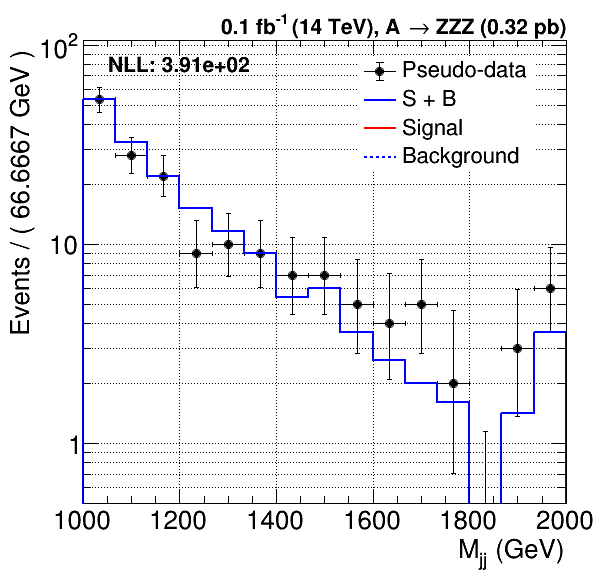 0.1 fb⁻¹ (14 TeV), A → ZZZ (0.32 pb)
NLL: 3.91e+02
Pseudo-data
S + B
Signal
Background
Events / ( 66.6667 GeV )
10²
10
1
1000 1200 1400 1600 1800 2000
Mjj (GeV)